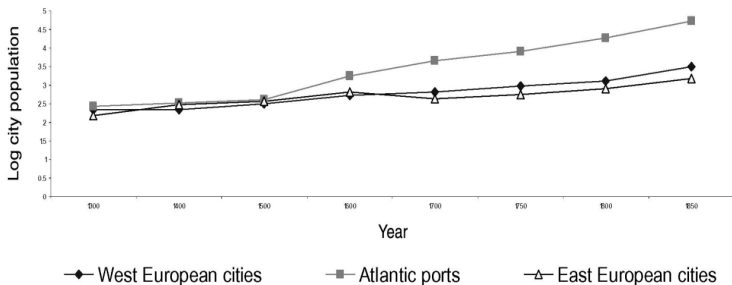 Log city population
5
4.5
4
3.5
3
2.5
2
1.5
1
0.5
0
1300 1400 1500 1600 1700 1750 1800 1850
Year
West European cities Atlantic ports East European cities